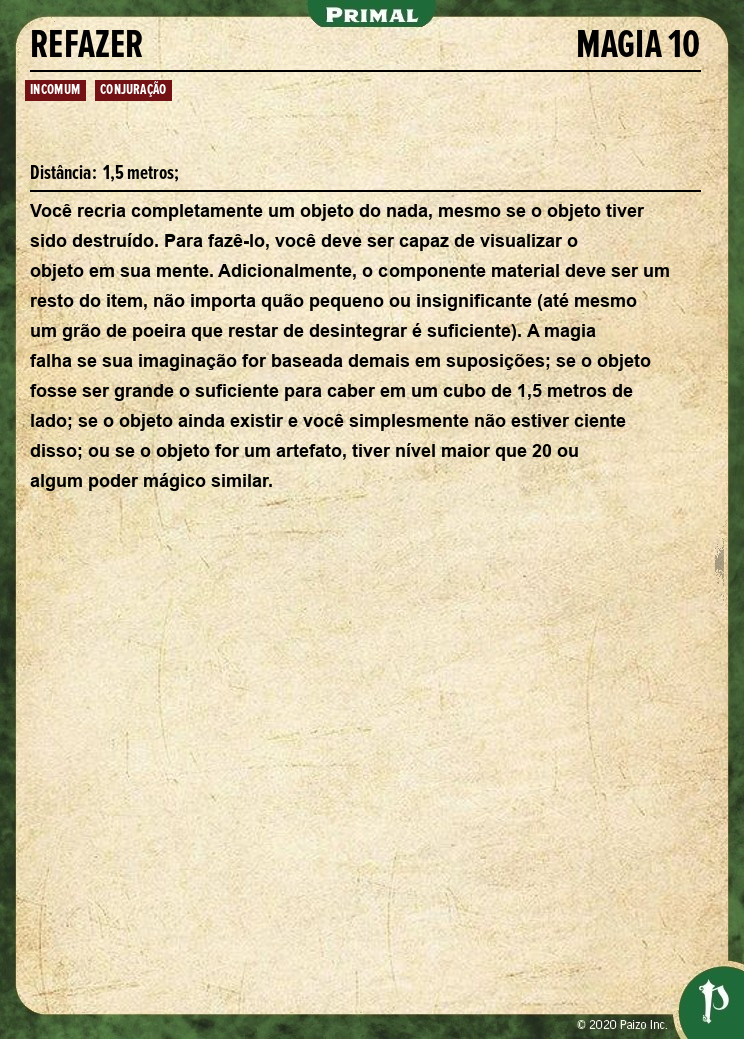 PRIMAL
REFAZER MAGIA 10
INCOMUM CONJURAÇÃO
Distância: 1,5 metros;
Você recria completamente um objeto do nada, mesmo se o objeto tiver
sido destruído. Para fazê-lo, você deve ser capaz de visualizar o
objeto em sua mente. Adicionalmente, o componente material deve ser um
resto do item, não importa quão pequeno ou insignificante (até mesmo
um grão de poeira que restar de desintegrar é suficiente). A magia
falha se sua imaginação for baseada demais em suposições; se o objeto
fosse ser grande o suficiente para caber em um cubo de 1,5 metros de
lado; se o objeto ainda existir e você simplesmente não estiver ciente
disso; ou se o objeto for um artefato, tiver nível maior que 20 ou
algum poder mágico similar.
© 2020 Paizo Inc.